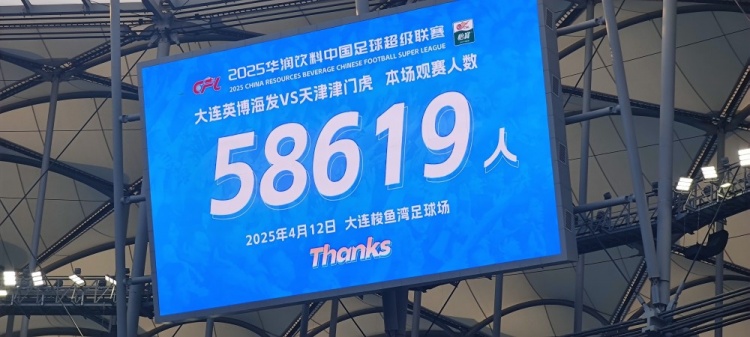 CFL 2025华润饮料中国足球超级联赛
2025 CHINA RESOURCES BEVERAGE CHINESE FOOTBALL SUPER LEAGUE
大连英博海发VS天津津门虎 本场观赛人数
58619人
2025年4月12日 大连梭鱼湾足球场
Thanks